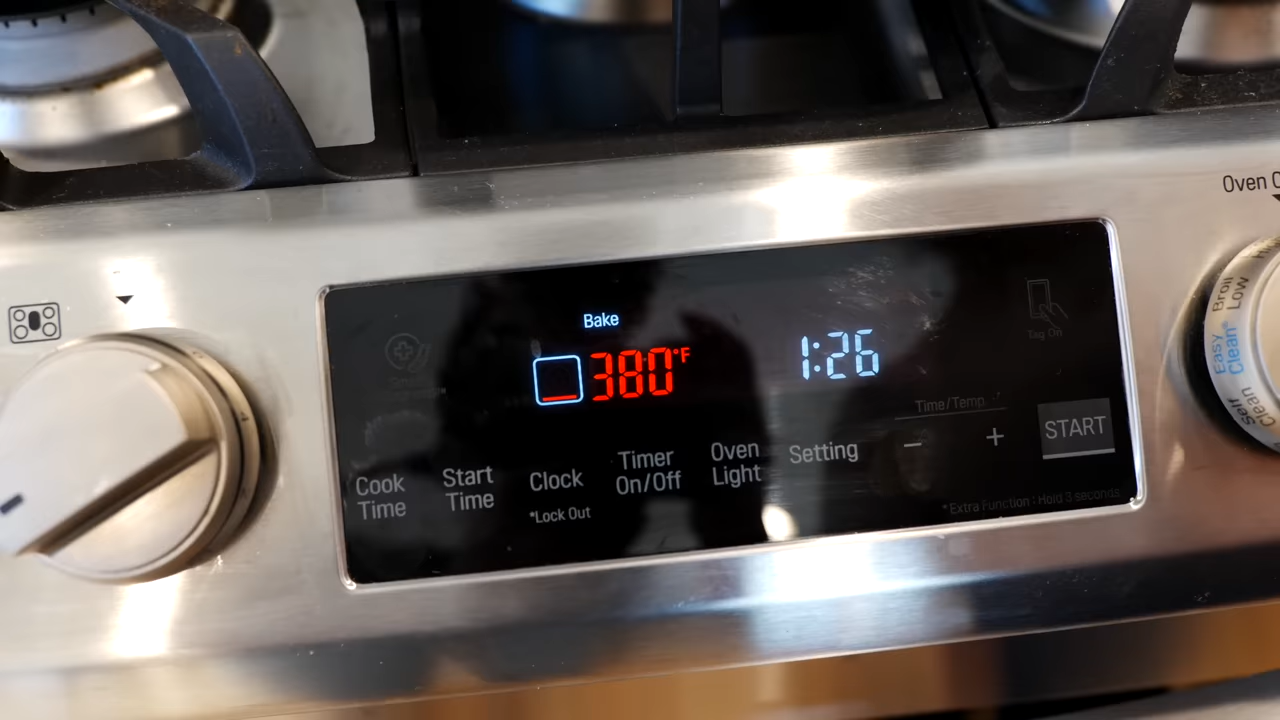 Oven
Bake
380°F
1:26
Tag On
Time/Temp.
− +
START
Cook
Time
Start
Time
Clock
*Lock Out
Timer
On/Off
Oven
Light
Setting
*Extra Function : Hold 3 seconds
Broil
Low
Easy
Clean®
Self
Clean